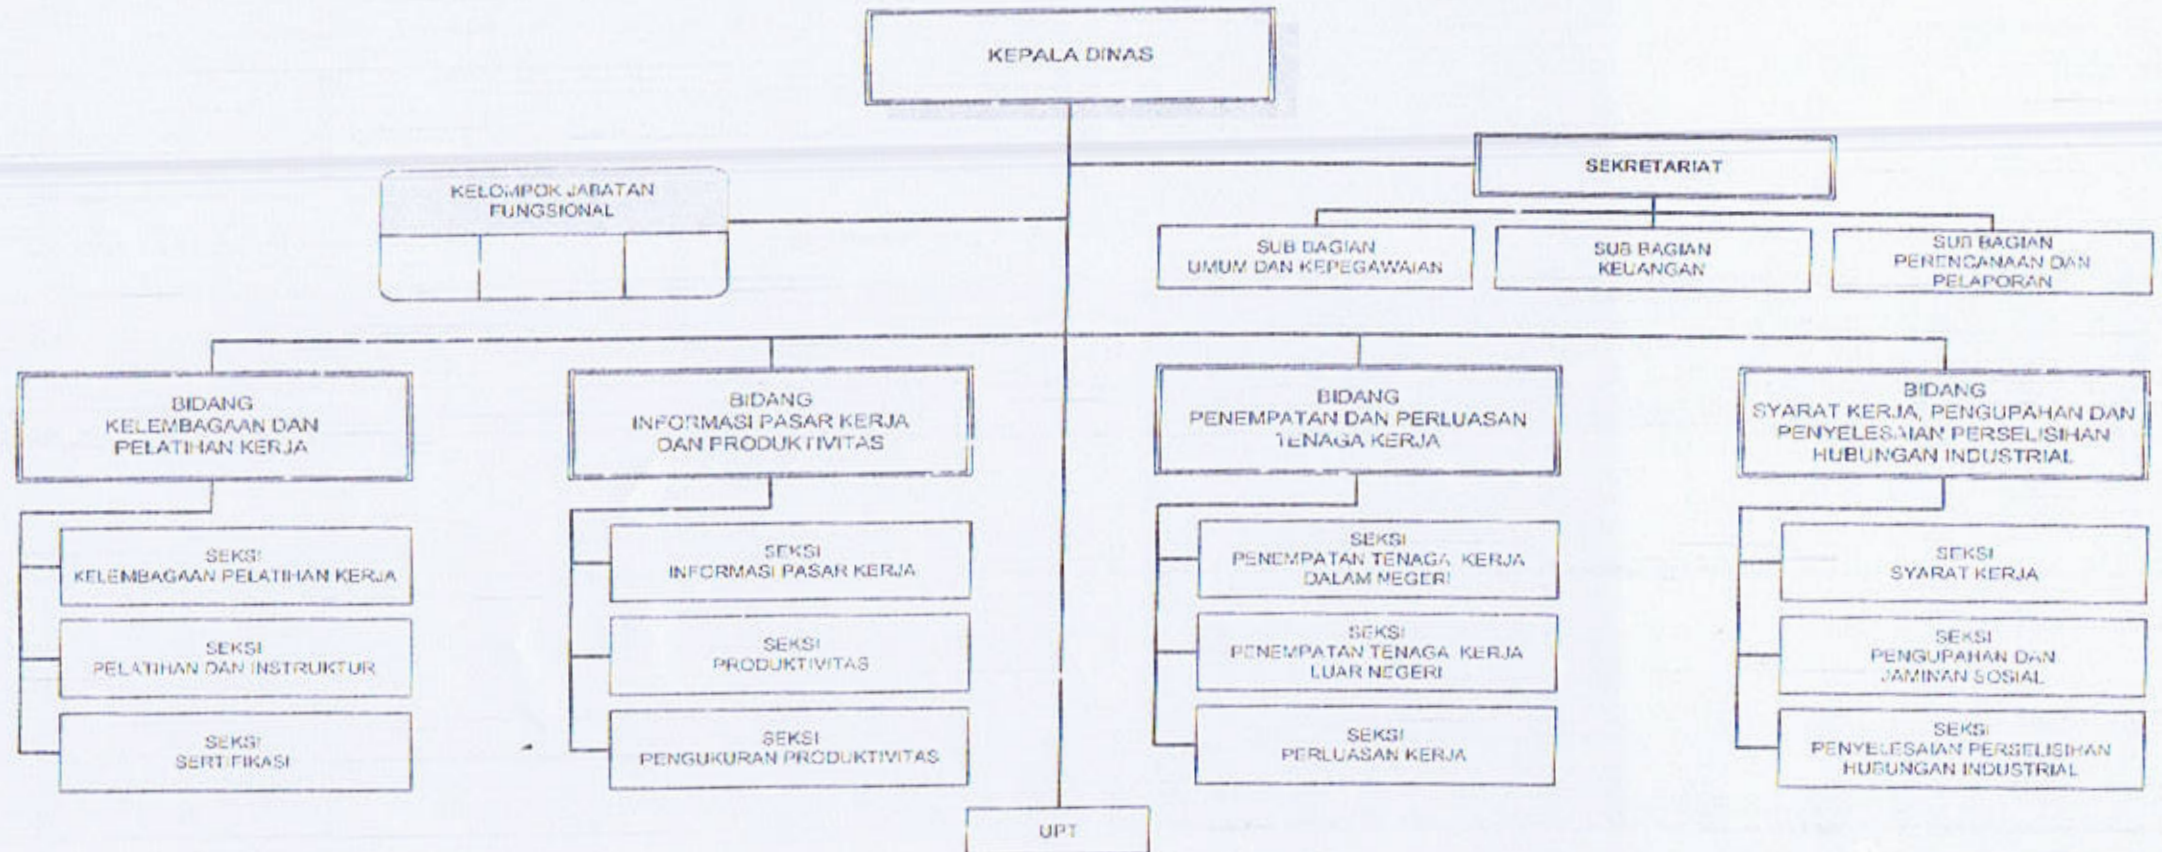 KEPALA DINAS
SEKRETARIAT
KELOMPOK JABATAN
FUNGSIONAL
SUB BAGIAN
UMUM DAN KEPEGAWAIAN
SUB BAGIAN
KEUANGAN
SUB BAGIAN
PERENCANAAN DAN
PELAPORAN
BIDANG
KELEMBAGAAN DAN
PELATIHAN KERJA
BIDANG
INFORMASI PASAR KERJA
DAN PRODUKTIVITAS
BIDANG
PENEMPATAN DAN PERLUASAN
TENAGA KERJA
BIDANG
SYARAT KERJA, PENGUPAHAN DAN
PENYELESAIAN PERSELISIHAN
HUBUNGAN INDUSTRIAL
SEKSI
KELEMBAGAAN PELATIHAN KERJA
SEKSI
INFORMASI PASAR KERJA
SEKSI
PENEMPATAN TENAGA KERJA
DALAM NEGERI
SEKSI
SYARAT KERJA
SEKSI
PELATIHAN DAN INSTRUKTUR
SEKSI
PRODUKTIVITAS
SEKSI
PENEMPATAN TENAGA KERJA
LUAR NEGERI
SEKSI
PENGUPAHAN DAN
JAMINAN SOSIAL
SEKSI
SERTIFIKASI
SEKSI
PENGUKURAN PRODUKTIVITAS
SEKSI
PERLUASAN KERJA
SEKSI
PENYELESAIAN PERSELISIHAN
HUBUNGAN INDUSTRIAL
UPT